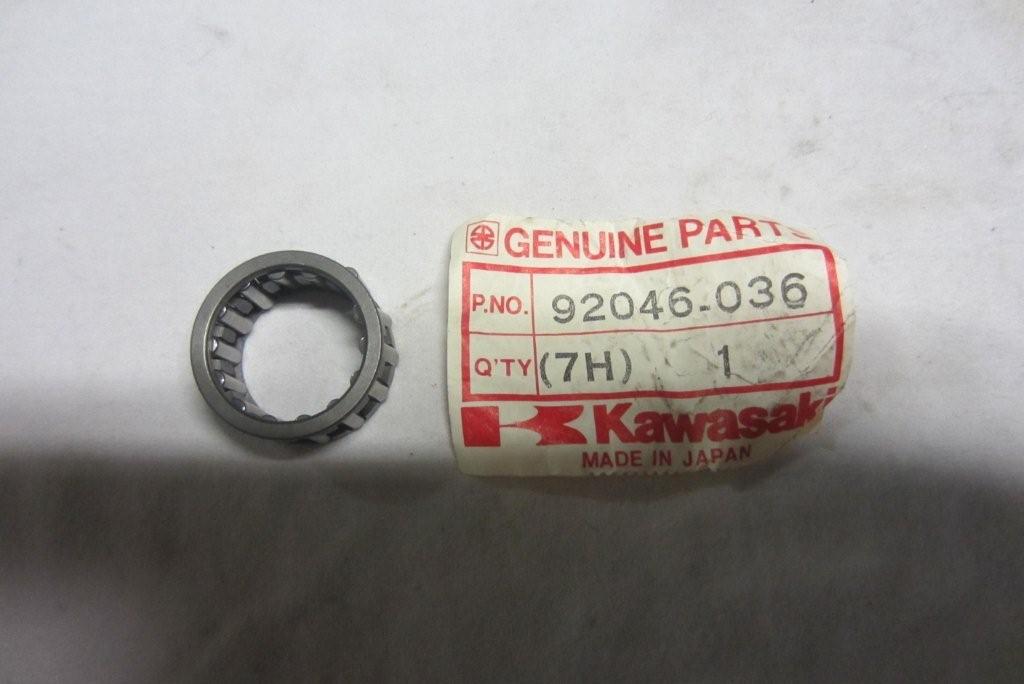 GENUINE PARTS
P.NO. 92046-036
Q'TY (7H) 1
Kawasaki
MADE IN JAPAN